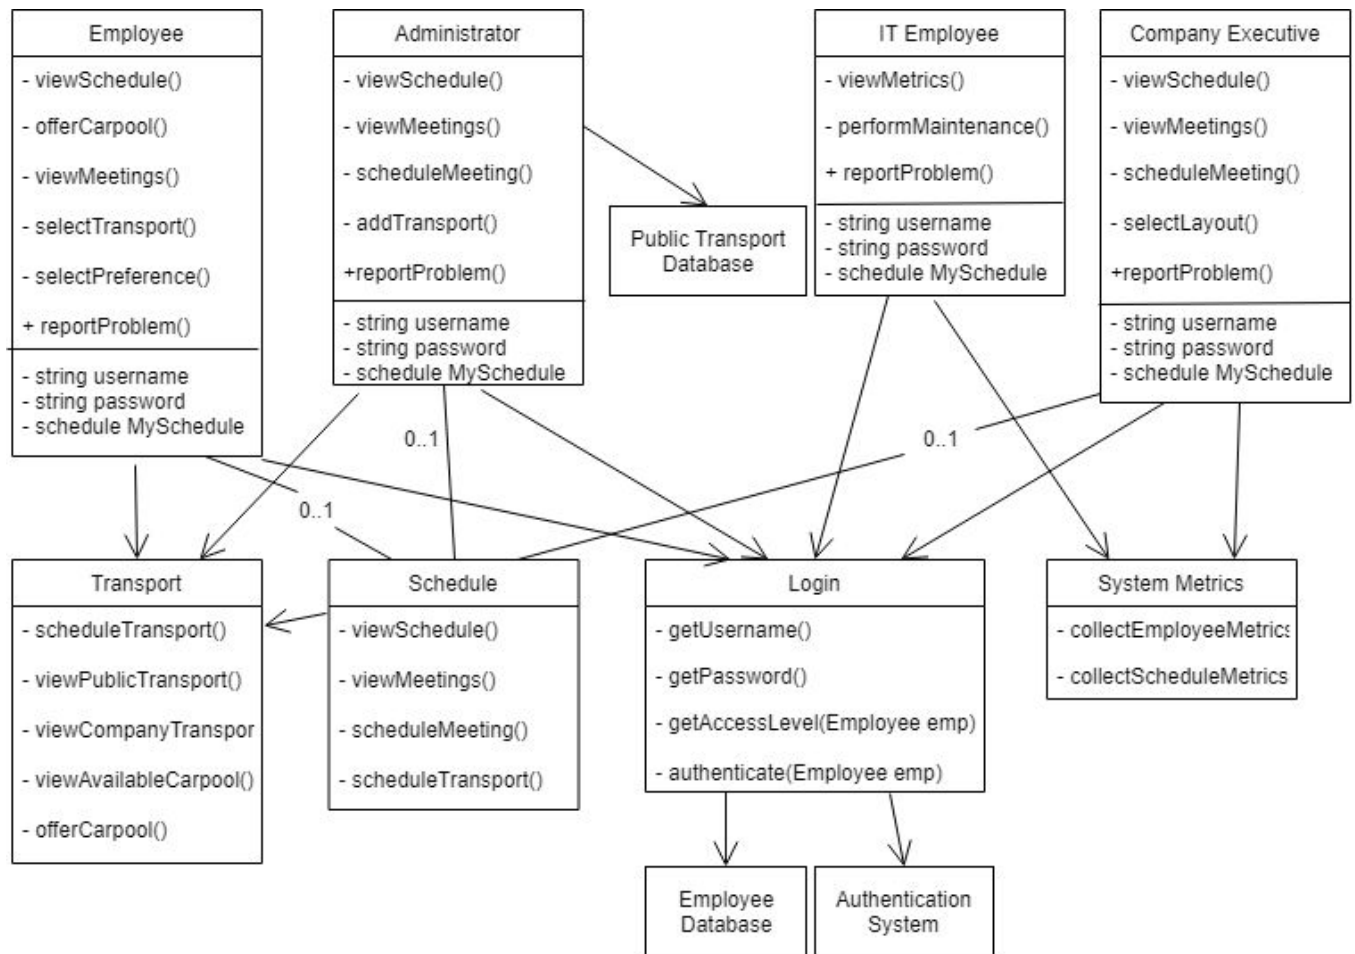 Employee
- viewSchedule()
- offerCarpool()
- viewMeetings()
- selectTransport()
- selectPreference()
+ reportProblem()
- string username
- string password
- schedule MySchedule
Administrator
- viewSchedule()
- viewMeetings()
- scheduleMeeting()
- addTransport()
+reportProblem()
- string username
- string password
- schedule MySchedule
Public Transport
Database
IT Employee
- viewMetrics()
- performMaintenance()
+ reportProblem()
- string username
- string password
- schedule MySchedule
Company Executive
- viewSchedule()
- viewMeetings()
- scheduleMeeting()
- selectLayout()
+reportProblem()
- string username
- string password
- schedule MySchedule
0..1
0..1
0..1
Transport
- scheduleTransport()
- viewPublicTransport()
- viewCompanyTranspor
- viewAvailableCarpool()
- offerCarpool()
Schedule
- viewSchedule()
- viewMeetings()
- scheduleMeeting()
- scheduleTransport()
Login
- getUsername()
- getPassword()
- getAccessLevel(Employee emp)
- authenticate(Employee emp)
System Metrics
- collectEmployeeMetrics
- collectScheduleMetrics
Employee
Database
Authentication
System